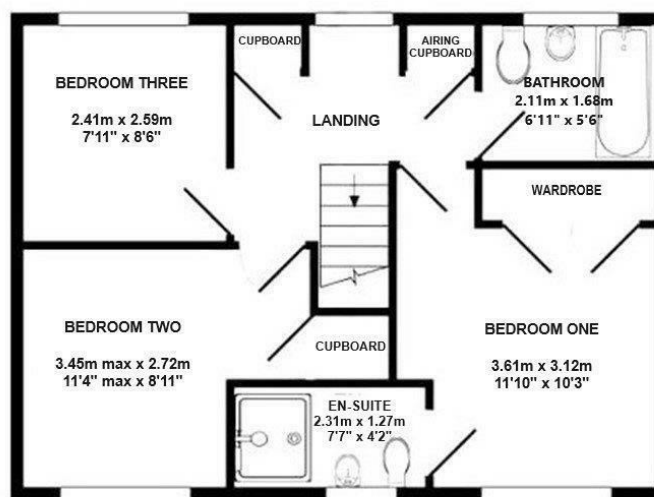 CUPBOARD
AIRING
CUPBOARD
BEDROOM THREE
2.41m x 2.59m
7'11" x 8'6"
LANDING
BATHROOM
2.11m x 1.68m
6'11" x 5'6"
WARDROBE
BEDROOM TWO
3.45m max x 2.72m
11'4" max x 8'11"
CUPBOARD
BEDROOM ONE
3.61m x 3.12m
11'10" x 10'3"
EN-SUITE
2.31m x 1.27m
7'7" x 4'2"